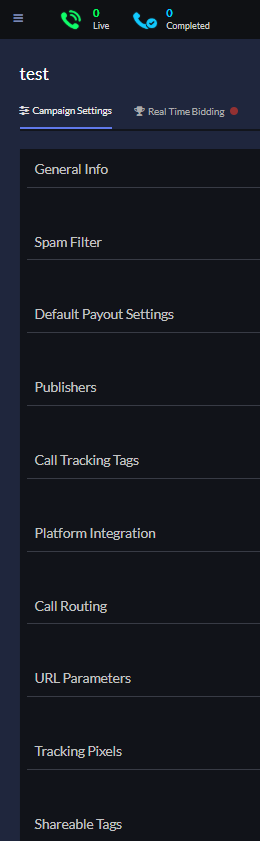 0
Live
0
Completed
test
Campaign Settings
Real Time Bidding
General Info
Spam Filter
Default Payout Settings
Publishers
Call Tracking Tags
Platform Integration
Call Routing
URL Parameters
Tracking Pixels
Shareable Tags